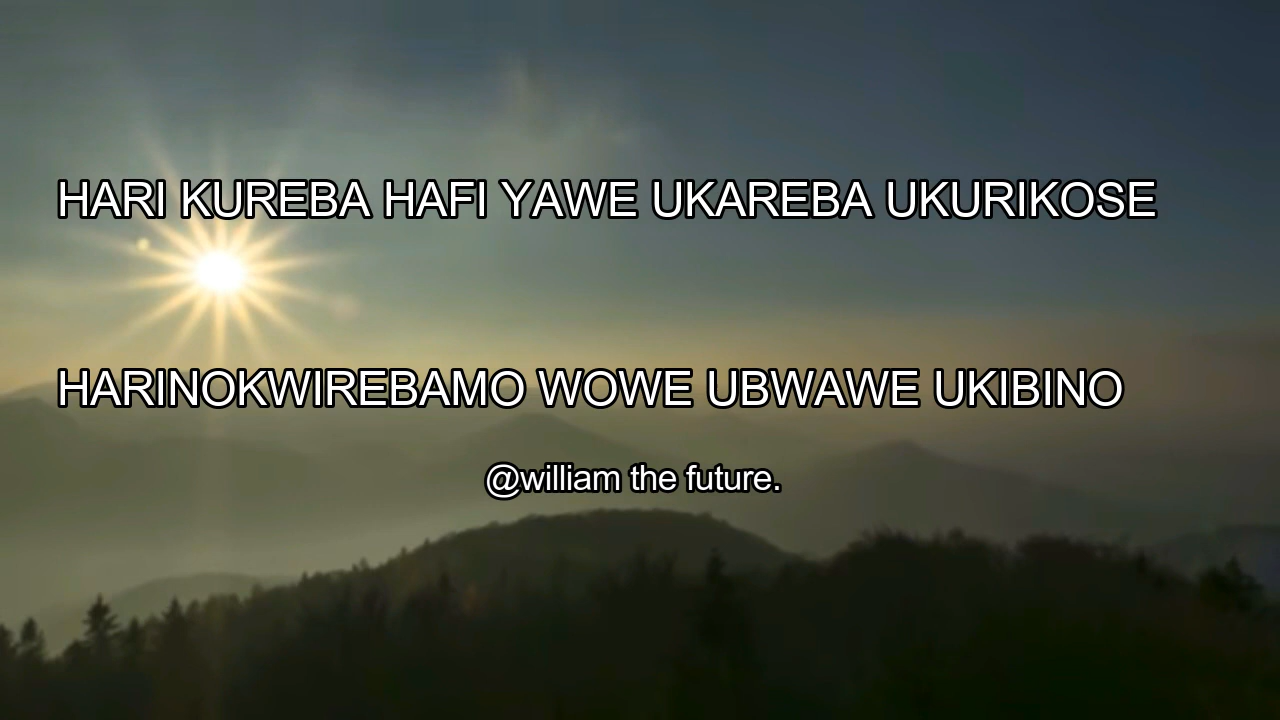 HARI KUREBA HAFI YAWE UKAREBA UKURIKOSE
HARINOKWIREBAMO WOWE UBWAWE UKIBINO
@william the future.